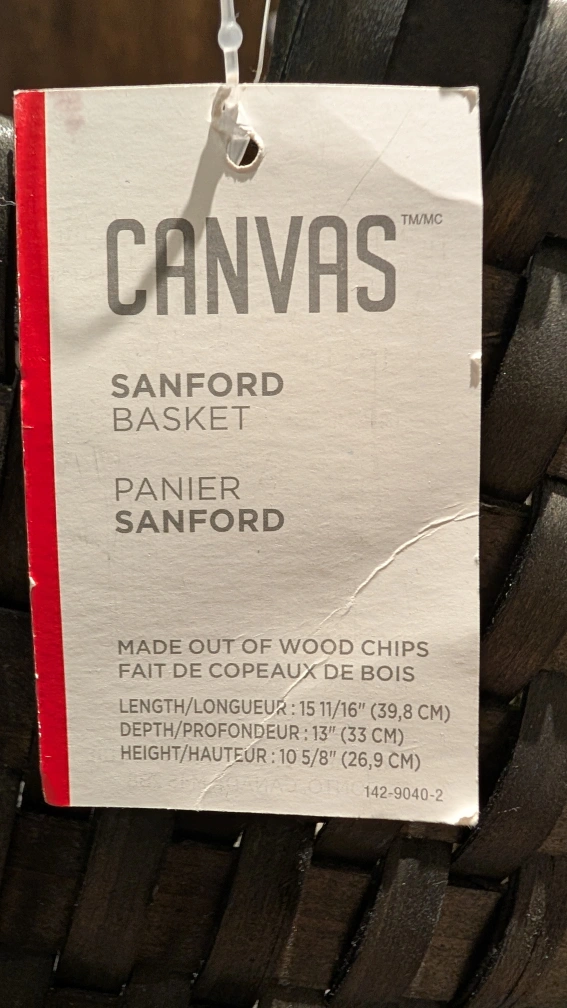 CANVAS TM/MC
SANFORD
BASKET
PANIER
SANFORD
MADE OUT OF WOOD CHIPS
FAIT DE COPEAUX DE BOIS
LENGTH/LONGUEUR : 15 11/16" (39,8 CM)
DEPTH/PROFONDEUR : 13" (33 CM)
HEIGHT/HAUTEUR : 10 5/8" (26,9 CM)
142-9040-2